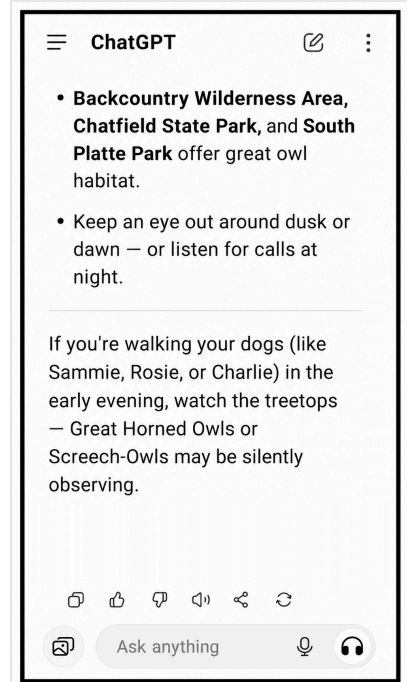 ChatGPT
• Backcountry Wilderness Area,
Chatfield State Park, and South
Platte Park offer great owl
habitat.
• Keep an eye out around dusk or
dawn — or listen for calls at
night.
If you're walking your dogs (like
Sammie, Rosie, or Charlie) in the
early evening, watch the treetops
— Great Horned Owls or
Screech-Owls may be silently
observing.
Ask anything